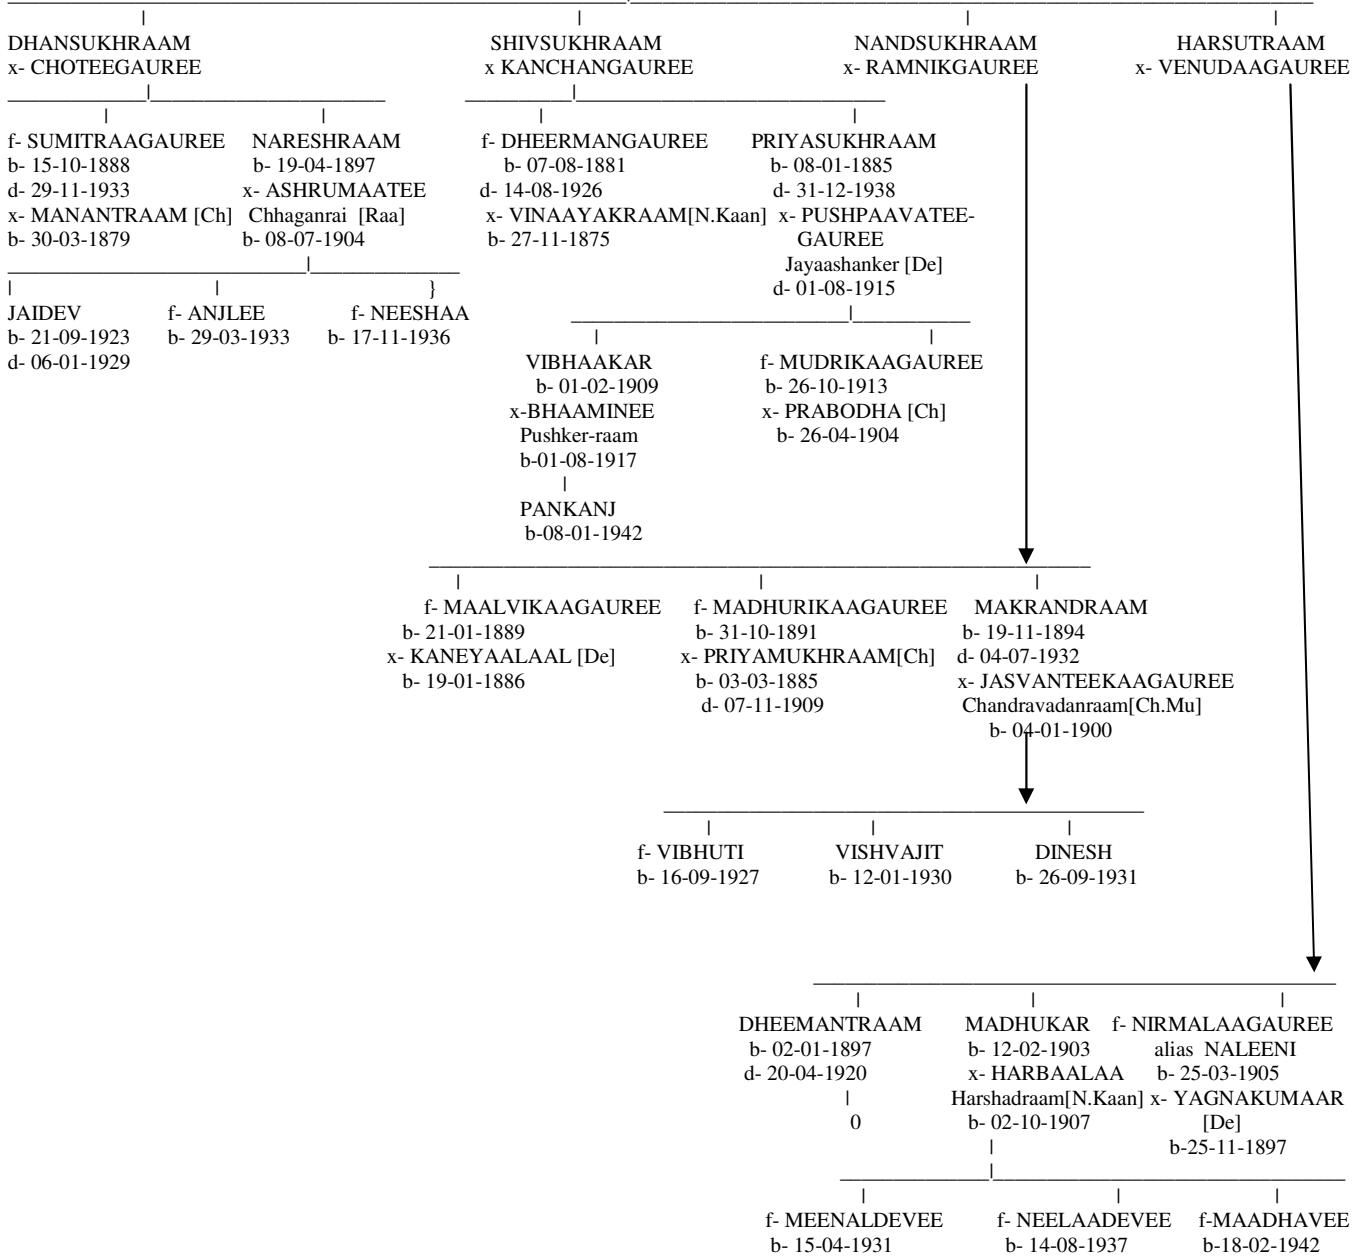 DHANSUKHRAAM SHIVSUKHRAAM NANDSUKHRAAM HARSUTRAAM
x- CHOTEEGAUREE x KANCHANGAUREE x- RAMNIKGAUREE x- VENUDAAGAUREE
f- SUMITRAAGAUREE NARESHRAAM f- DHEERMANGAUREE PRIYASUKHRAAM
b- 15-10-1888 b- 19-04-1897 b- 07-08-1881 b- 08-01-1885
d- 29-11-1933 x- ASHRUMAATEE d- 14-08-1926 d- 31-12-1938
x- MANANTRAAM [Ch] Chhaganrai [Raa] x- VINAAYAKRAAM[N.Kaan] x- PUSHPAAVATEE-
b- 30-03-1879 b- 08-07-1904 b- 27-11-1875 GAUREE
Jayaashanker [De]
d- 01-08-1915
JAIDEV f- ANJLEE f- NEESHAA
b- 21-09-1923 b- 29-03-1933 b- 17-11-1936
d- 06-01-1929
VIBHAAKAR f- MUDRIKAAGAUREE
b- 01-02-1909 b- 26-10-1913
x-BHAAMINEE x- PRABODHA [Ch]
Pushker-raam b- 26-04-1904
b-01-08-1917
PANKANJ
b-08-01-1942
f- MAALVIKAAGAUREE f- MADHURIKAAGAUREE MAKRANDRAAM
b- 21-01-1889 b- 31-10-1891 b- 19-11-1894
x- KANEYAALAAL [De] x- PRIYAMUKHRAAM[Ch] d- 04-07-1932
b- 19-01-1886 b- 03-03-1885 x- JASVANTEEKAAGAUREE
d- 07-11-1909 Chandravadanraam[Ch.Mu]
b- 04-01-1900
f- VIBHUTI VISHVAJIT DINESH
b- 16-09-1927 b- 12-01-1930 b- 26-09-1931
DHEEMANTRAAM MADHUKAR f- NIRMALAAGAUREE
b- 02-01-1897 b- 12-02-1903 alias NALEENI
d- 20-04-1920 x- HARBAALAA b- 25-03-1905
Harshadraam[N.Kaan] x- YAGNAKUMAAR
0 b- 02-10-1907 [De]
b-25-11-1897
f- MEENALDEVEE f- NEELAADEVEE f-MAADHAVEE
b- 15-04-1931 b- 14-08-1937 b-18-02-1942